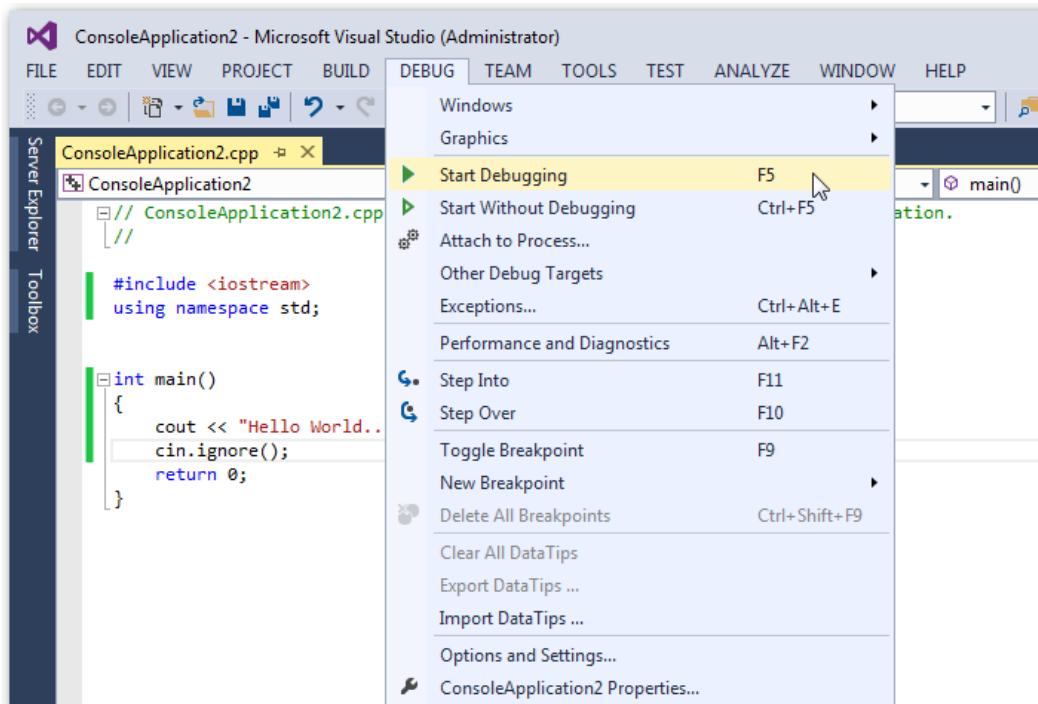 ConsoleApplication2 - Microsoft Visual Studio (Administrator)
FILE EDIT VIEW PROJECT BUILD DEBUG TEAM TOOLS TEST ANALYZE WINDOW HELP
Server Explorer
Toolbox
ConsoleApplication2.cpp
ConsoleApplication2
main()
// ConsoleApplication2.cpp
ation.
//
#include <iostream>
using namespace std;
int main()
{
cout << "Hello World..
cin.ignore();
return 0;
}
Windows
Graphics
Start Debugging F5
Start Without Debugging Ctrl+F5
Attach to Process...
Other Debug Targets
Exceptions... Ctrl+Alt+E
Performance and Diagnostics Alt+F2
Step Into F11
Step Over F10
Toggle Breakpoint F9
New Breakpoint
Delete All Breakpoints Ctrl+Shift+F9
Clear All DataTips
Export DataTips ...
Import DataTips ...
Options and Settings...
ConsoleApplication2 Properties...